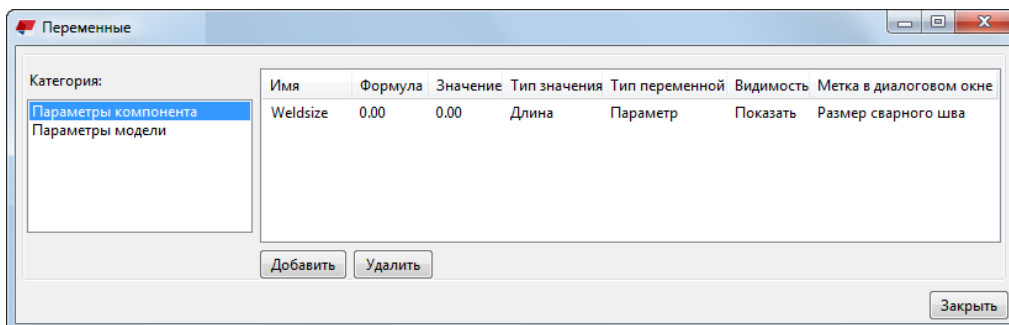 Переменные
Категория:
Параметры компонента
Параметры модели
Имя Формула Значение Тип значения Тип переменной Видимость Метка в диалоговом окне
Weldsize 0.00 0.00 Длина Параметр Показать Размер сварного шва
Добавить Удалить
Закрыть